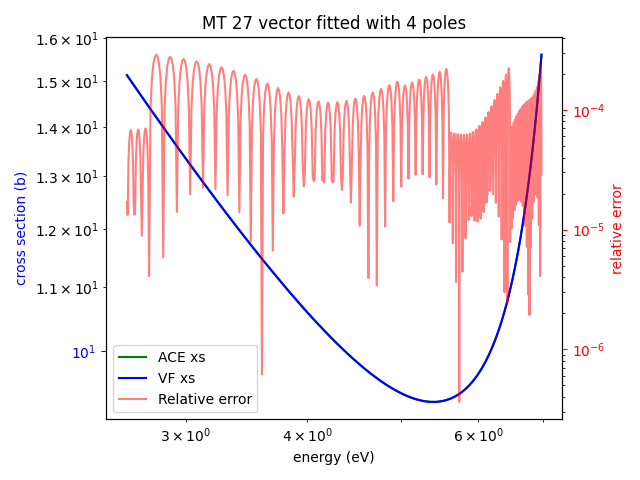 MT 27 vector fitted with 4 poles
1.6 × 10¹
1.5 × 10¹
1.4 × 10¹
1.3 × 10¹
1.2 × 10¹
1.1 × 10¹
10¹
cross section (b)
10⁻⁴
10⁻⁵
10⁻⁶
relative error
ACE xs
VF xs
Relative error
3 × 10⁰
4 × 10⁰
6 × 10⁰
energy (eV)